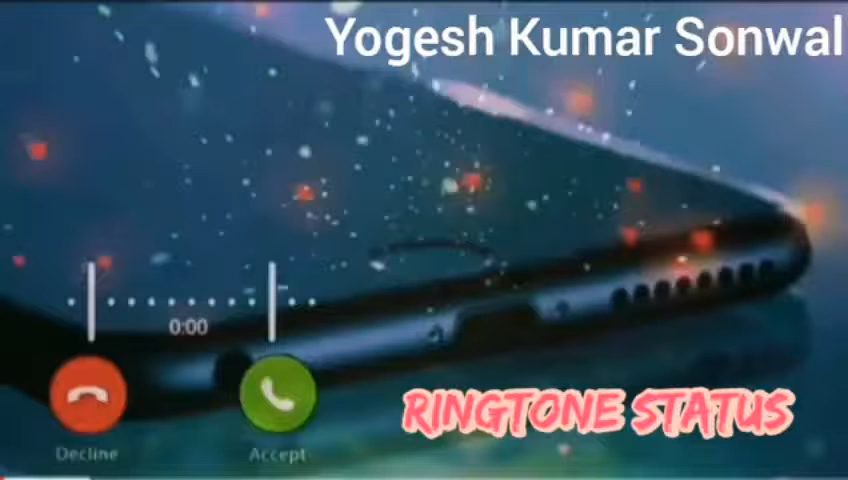 Yogesh Kumar Sonwal
0:00
RINGTONE STATUS
Decline
Accept